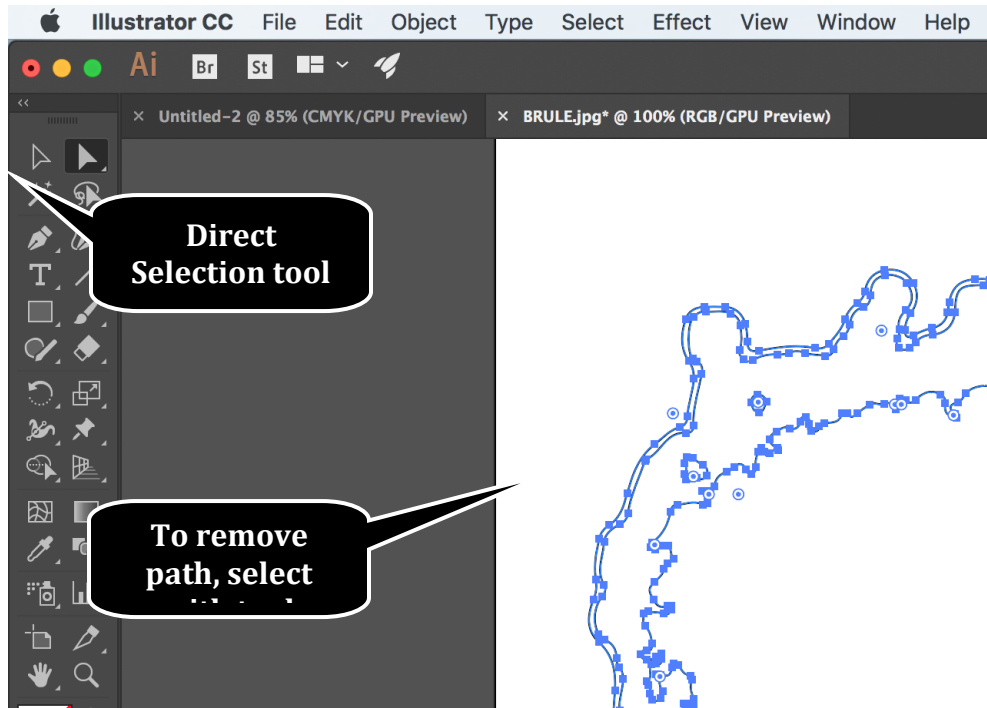 Illustrator CC File Edit Object Type Select Effect View Window Help
Ai Br St
× Untitled-2 @ 85% (CMYK/GPU Preview) × BRULE.jpg* @ 100% (RGB/GPU Preview)
Direct
Selection tool
T
To remove
path, select